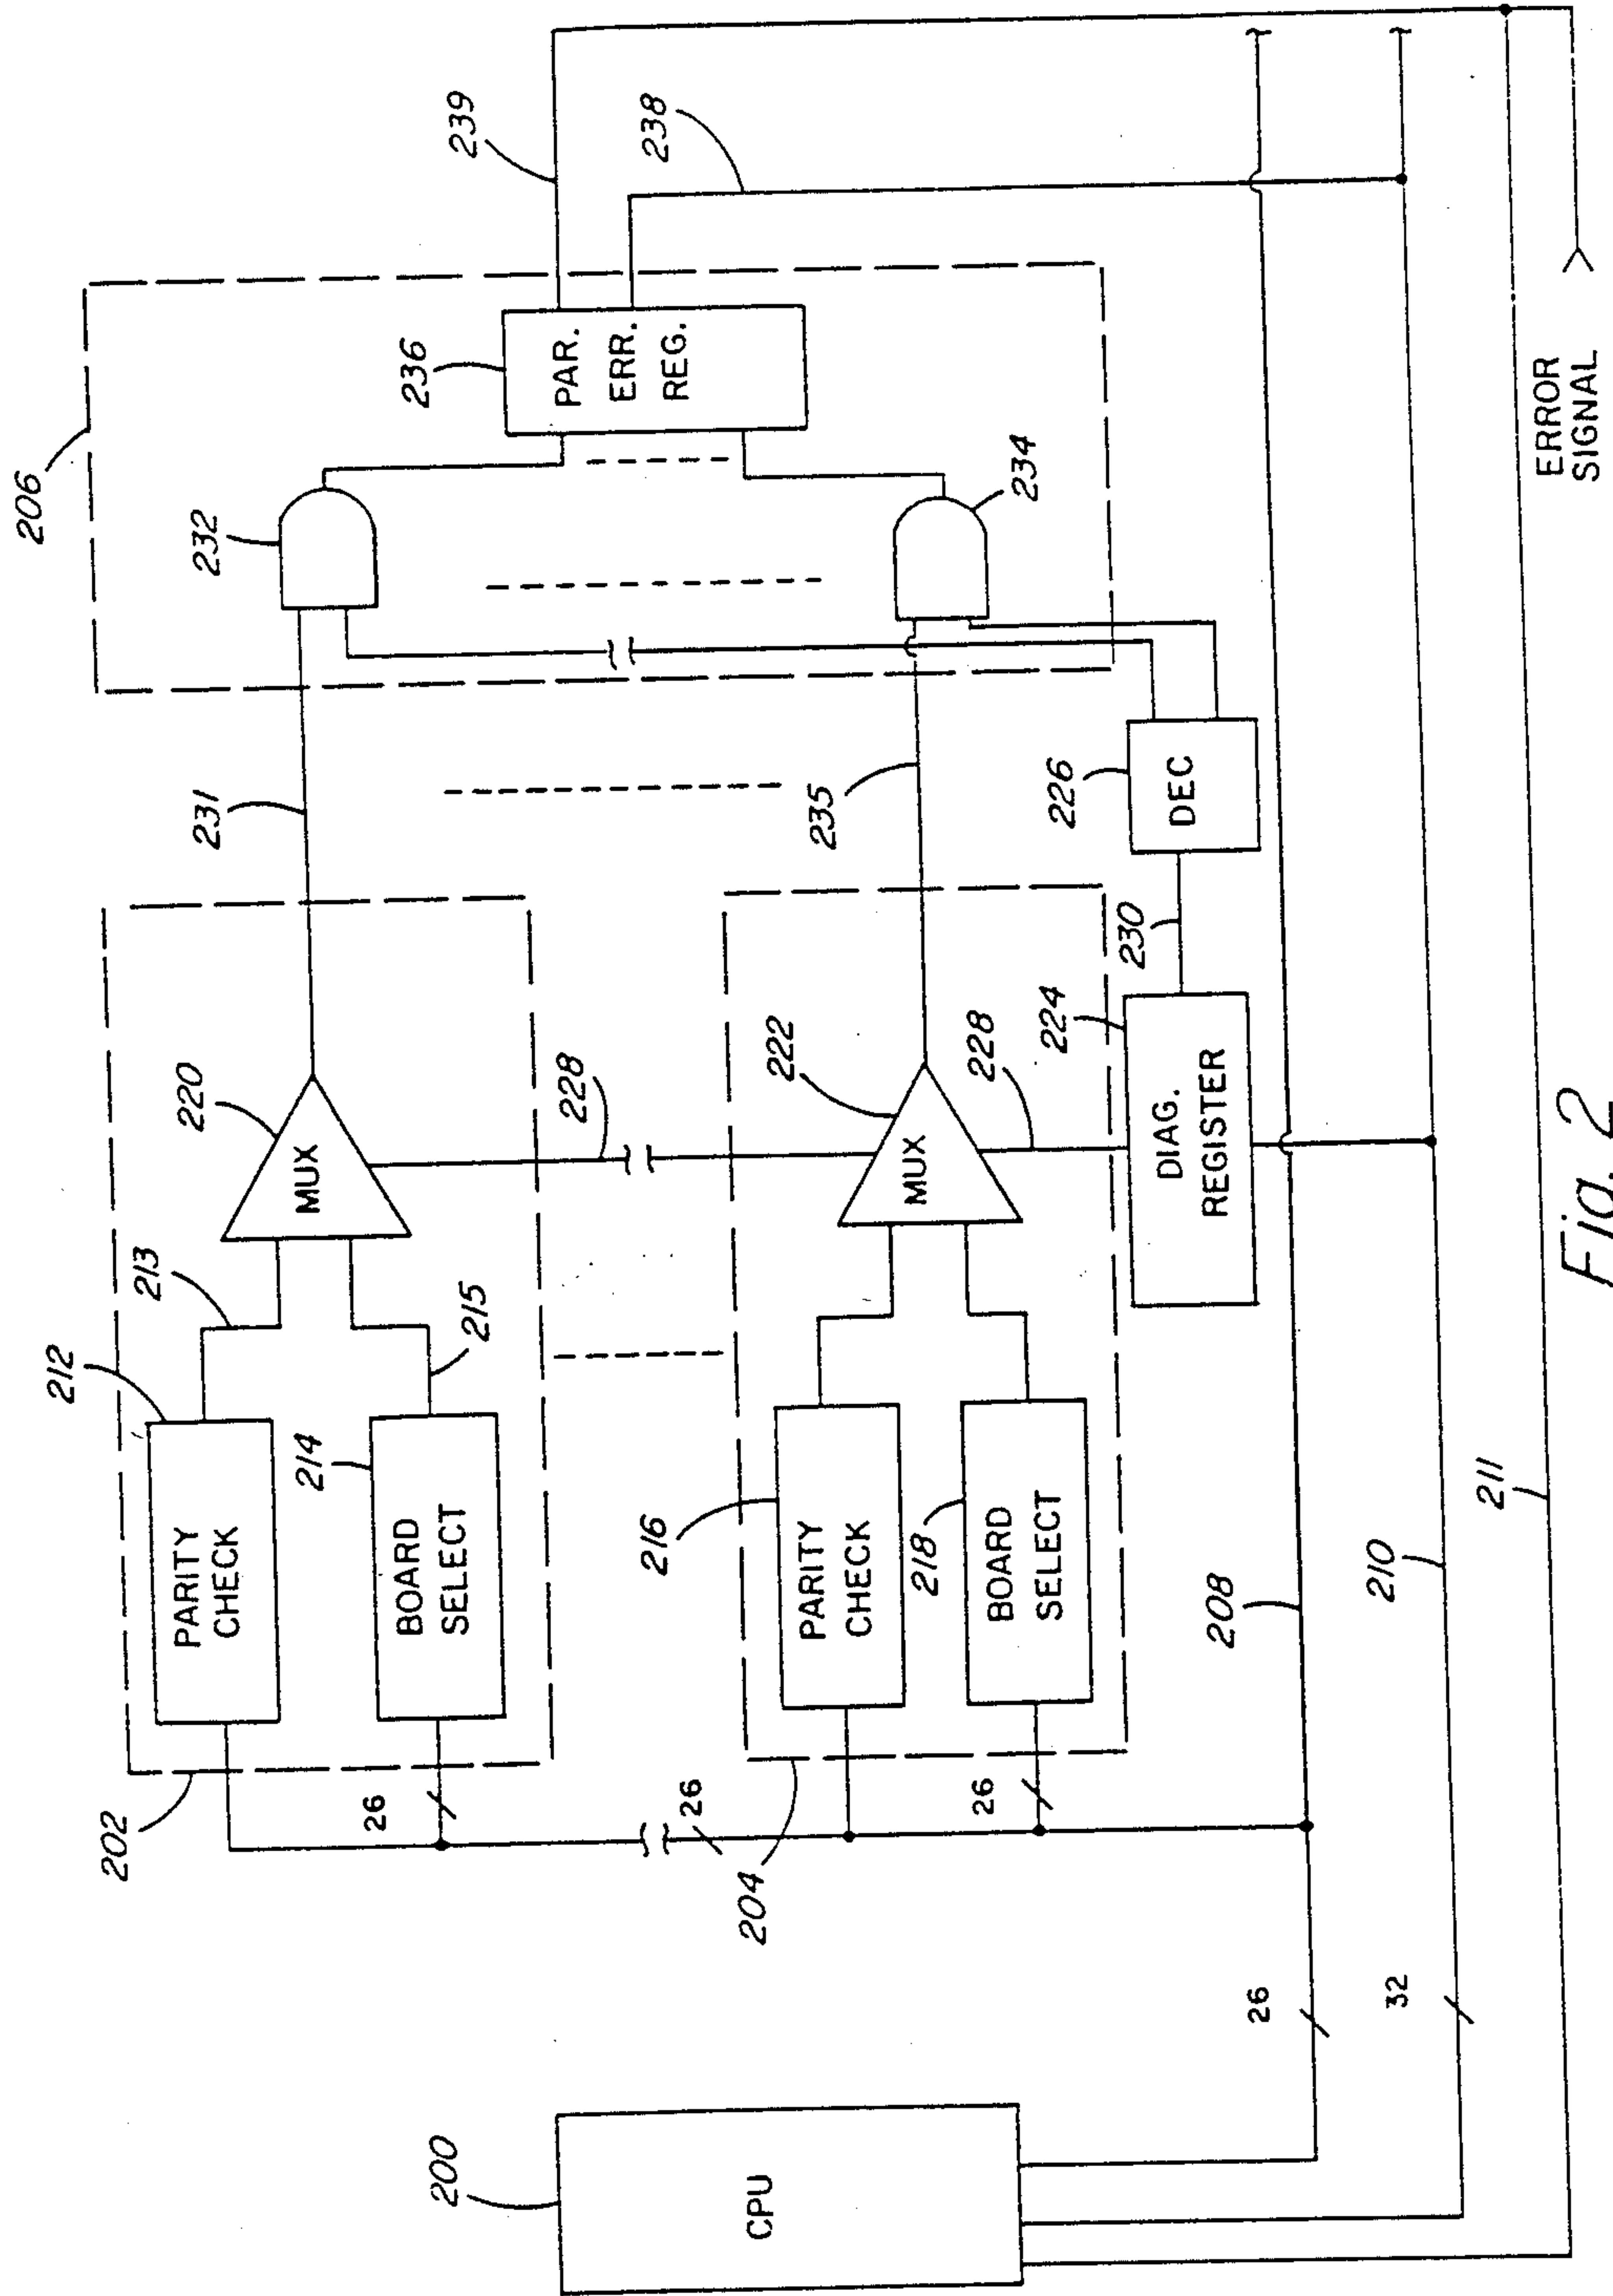 206
239
236
PAR.
ERR.
REG.
238
232
234
231
235
226
DEC
230
220
MUX
228
222
MUX
228
224
DIAG.
REGISTER
213
215
212
PARITY
CHECK
214
BOARD
SELECT
216
PARITY
CHECK
218
BOARD
SELECT
202
26
26
26
204
208
210
211
26
32
200
CPU
ERROR
SIGNAL
Fig. 2